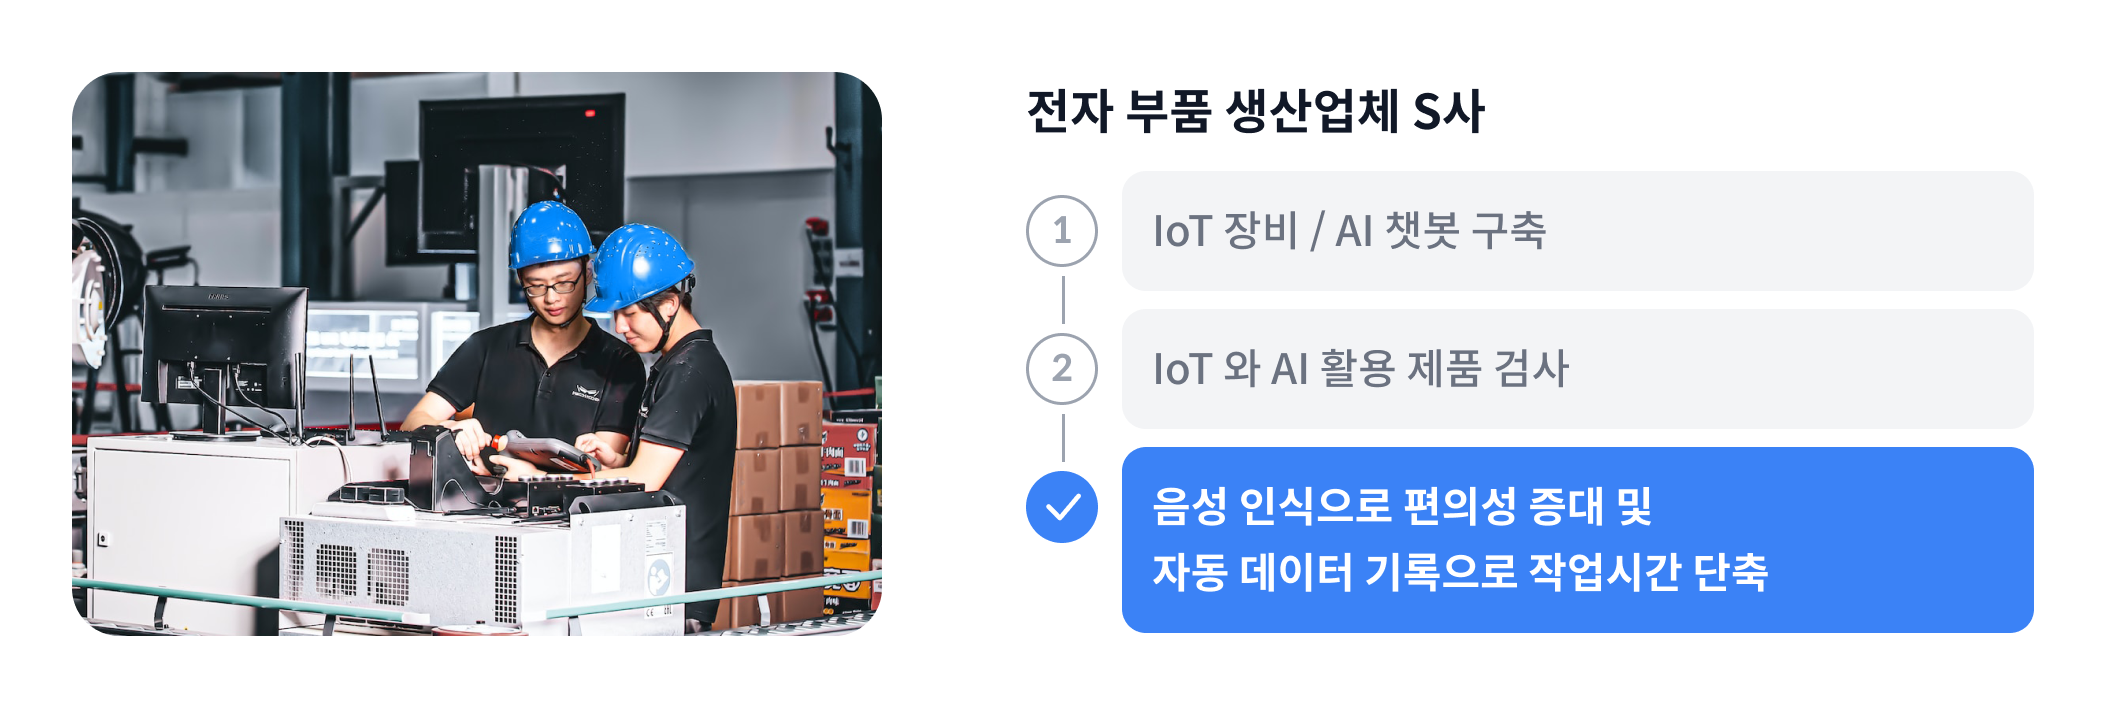 전자 부품 생산업체 S사
1
IoT 장비 / AI 챗봇 구축
2
IoT 와 AI 활용 제품 검사
음성 인식으로 편의성 증대 및
자동 데이터 기록으로 작업시간 단축